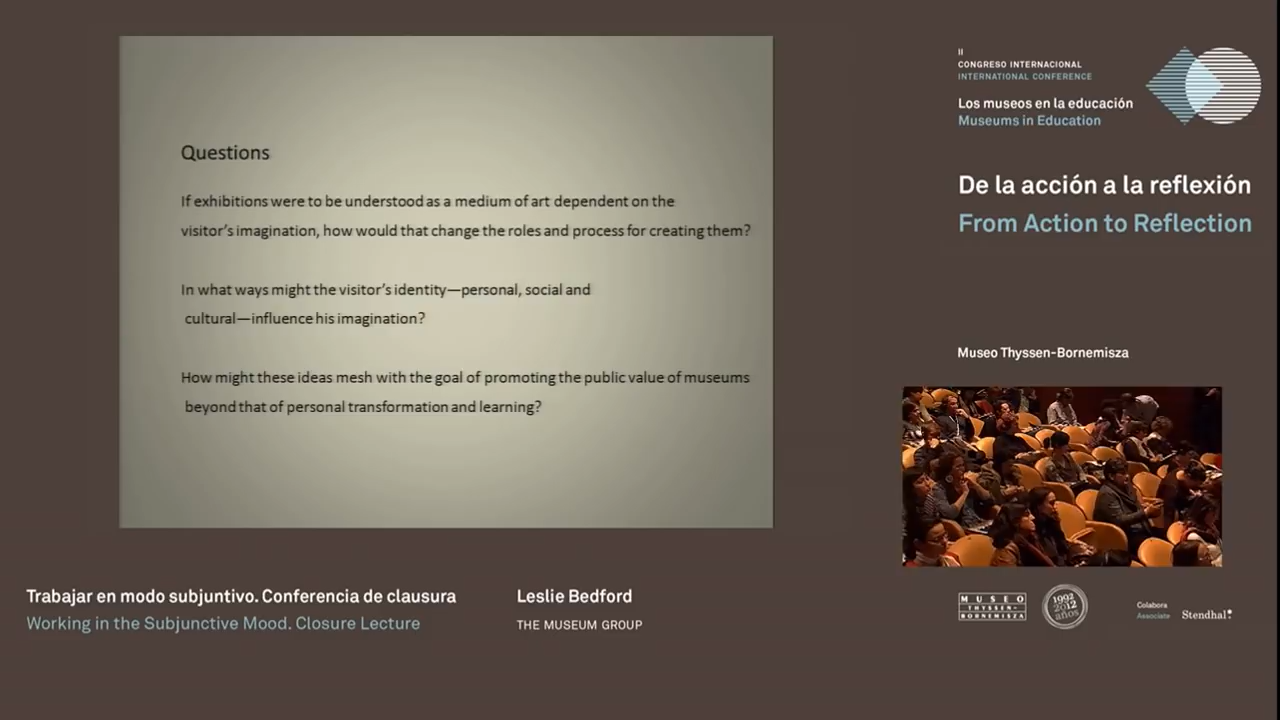 Questions
If exhibitions were to be understood as a medium of art dependent on the
visitor's imagination, how would that change the roles and process for creating them?
In what ways might the visitor's identity—personal, social and
cultural—influence his imagination?
How might these ideas mesh with the goal of promoting the public value of museums
beyond that of personal transformation and learning?
II
CONGRESO INTERNACIONAL
INTERNATIONAL CONFERENCE
Los museos en la educación
Museums in Education
De la acción a la reflexión
From Action to Reflection
Museo Thyssen-Bornemisza
Trabajar en modo subjuntivo. Conferencia de clausura
Working in the Subjunctive Mood. Closure Lecture
Leslie Bedford
THE MUSEUM GROUP
MUSEO
THYSSEN-
BORNEMISZA
1992
2012
años
Colabora
Associate
Stendhal: